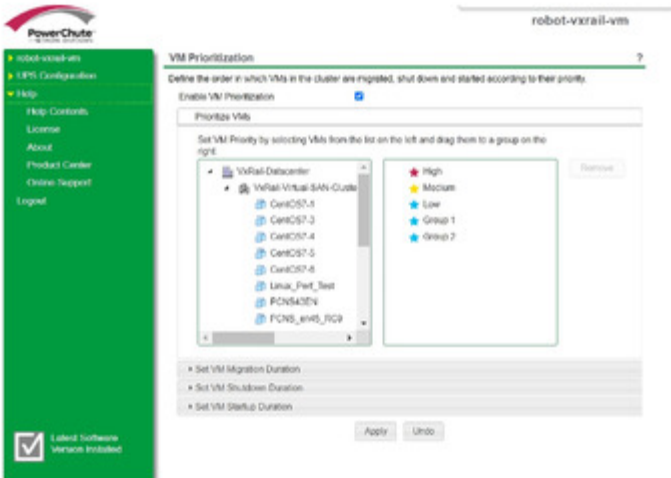 PowerChute
NETWORK SHUTDOWN
robot-vxrail-vm
robot-vxrail-vm
UPS Configuration
Help
Help Contents
License
About
Product Center
Online Support
Logout
Latest Software
Version Installed
VM Prioritization ?
Define the order in which VMs in the cluster are migrated, shut down and started according to their priority.
Enable VM Prioritization
Prioritize VMs
Set VM Priority by selecting VMs from the list on the left and drag them to a group on the
right.
VxRail-Datacenter
VxRail-Virtual-SAN-Cluste
CentOS7-1
CentOS7-3
CentOS7-4
CentOS7-5
CentOS7-6
Linux_Perf_Test
PCNS43EN
PCNS_en45_RC9
High
Medium
Low
Group 1
Group 2
Remove
Set VM Migration Duration
Set VM Shutdown Duration
Set VM Startup Duration
Apply
Undo